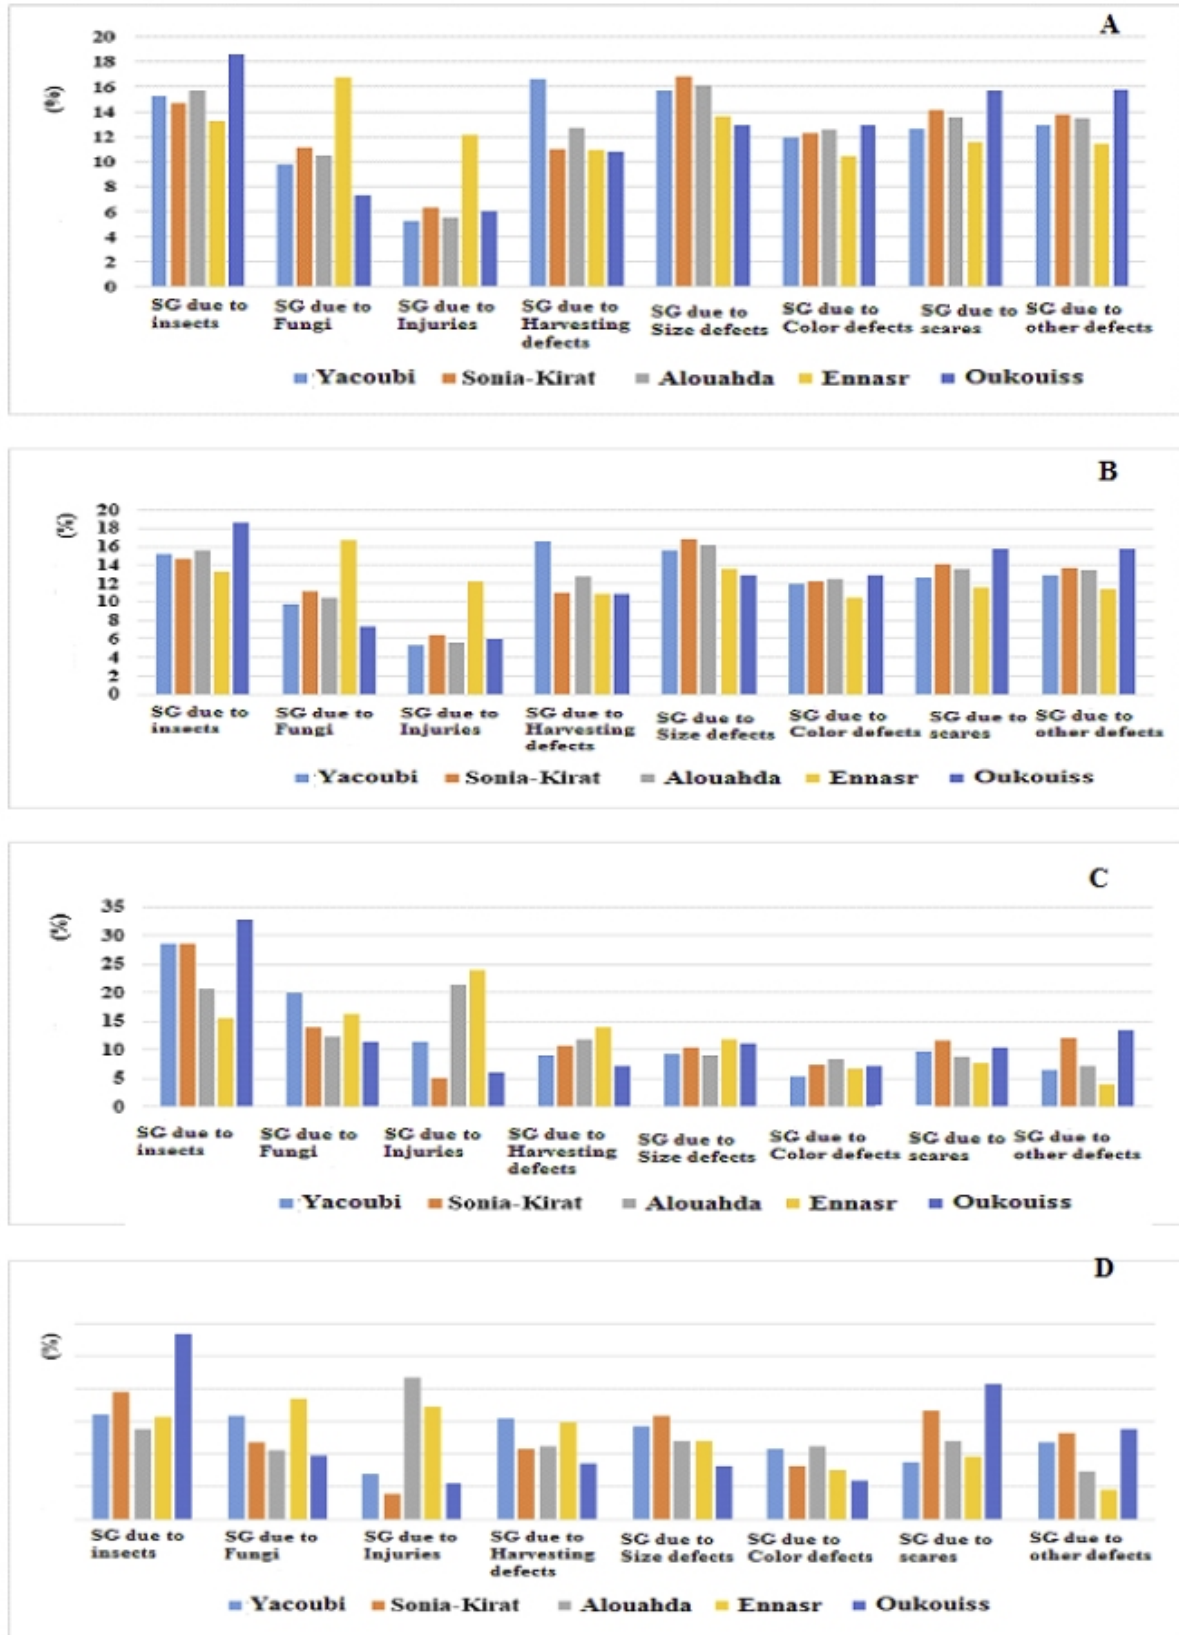 A
(%)
20
18
16
14
12
10
8
6
4
2
0
SG due to insects
SG due to Fungi
SG due to Injuries
SG due to Harvesting defects
SG due to Size defects
SG due to Color defects
SG due to scares
SG due to other defects
Yacoubi Sonia-Kirat Alouahda Ennasr Oukouiss
B
(%)
20
18
16
14
12
10
8
6
4
2
0
SG due to insects
SG due to Fungi
SG due to Injuries
SG due to Harvesting defects
SG due to Size defects
SG due to Color defects
SG due to scares
SG due to other defects
Yacoubi Sonia-Kirat Alouahda Ennasr Oukouiss
C
(%)
35
30
25
20
15
10
5
0
SG due to insects
SG due to Fungi
SG due to Injuries
SG due to Harvesting defects
SG due to Size defects
SG due to Color defects
SG due to scares
SG due to other defects
Yacoubi Sonia-Kirat Alouahda Ennasr Oukouiss
D
(%)
SG due to insects
SG due to Fungi
SG due to Injuries
SG due to Harvesting defects
SG due to Size defects
SG due to Color defects
SG due to scares
SG due to other defects
Yacoubi Sonia-Kirat Alouahda Ennasr Oukouiss